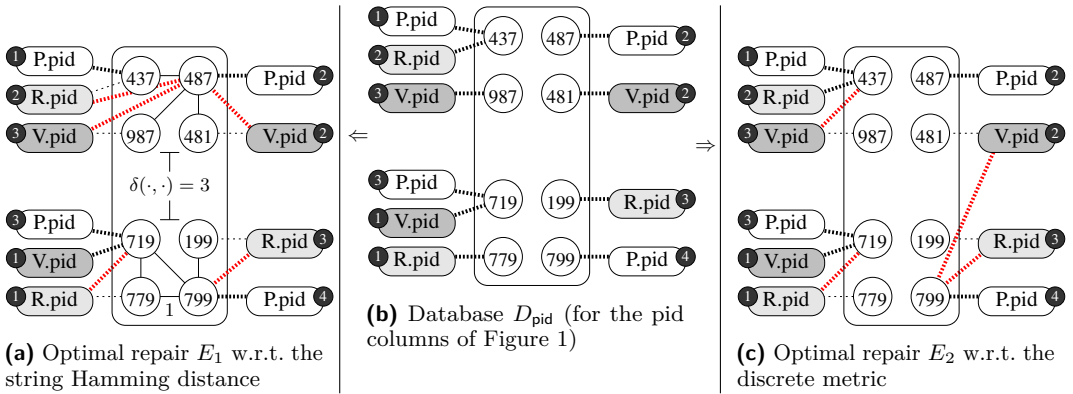 1 P.pid
437 487 P.pid 2
2 R.pid
3 V.pid 987 481 V.pid 2
δ(·, ·) = 3
3 P.pid
719 199 R.pid 3
1 V.pid
1 R.pid 779 799 P.pid 4
1
(a) Optimal repair E1 w.r.t. the
string Hamming distance
⇐
1 P.pid
437 487 P.pid 2
2 R.pid
3 V.pid 987 481 V.pid 2
3 P.pid
719 199 R.pid 3
1 V.pid
1 R.pid 779 799 P.pid 4
(b) Database Dpid (for the pid
columns of Figure 1)
⇒
1 P.pid
437 487 P.pid 2
2 R.pid
3 V.pid 987 481 V.pid 2
3 P.pid
719 199 R.pid 3
1 V.pid
1 R.pid 779 799 P.pid 4
(c) Optimal repair E2 w.r.t. the
discrete metric